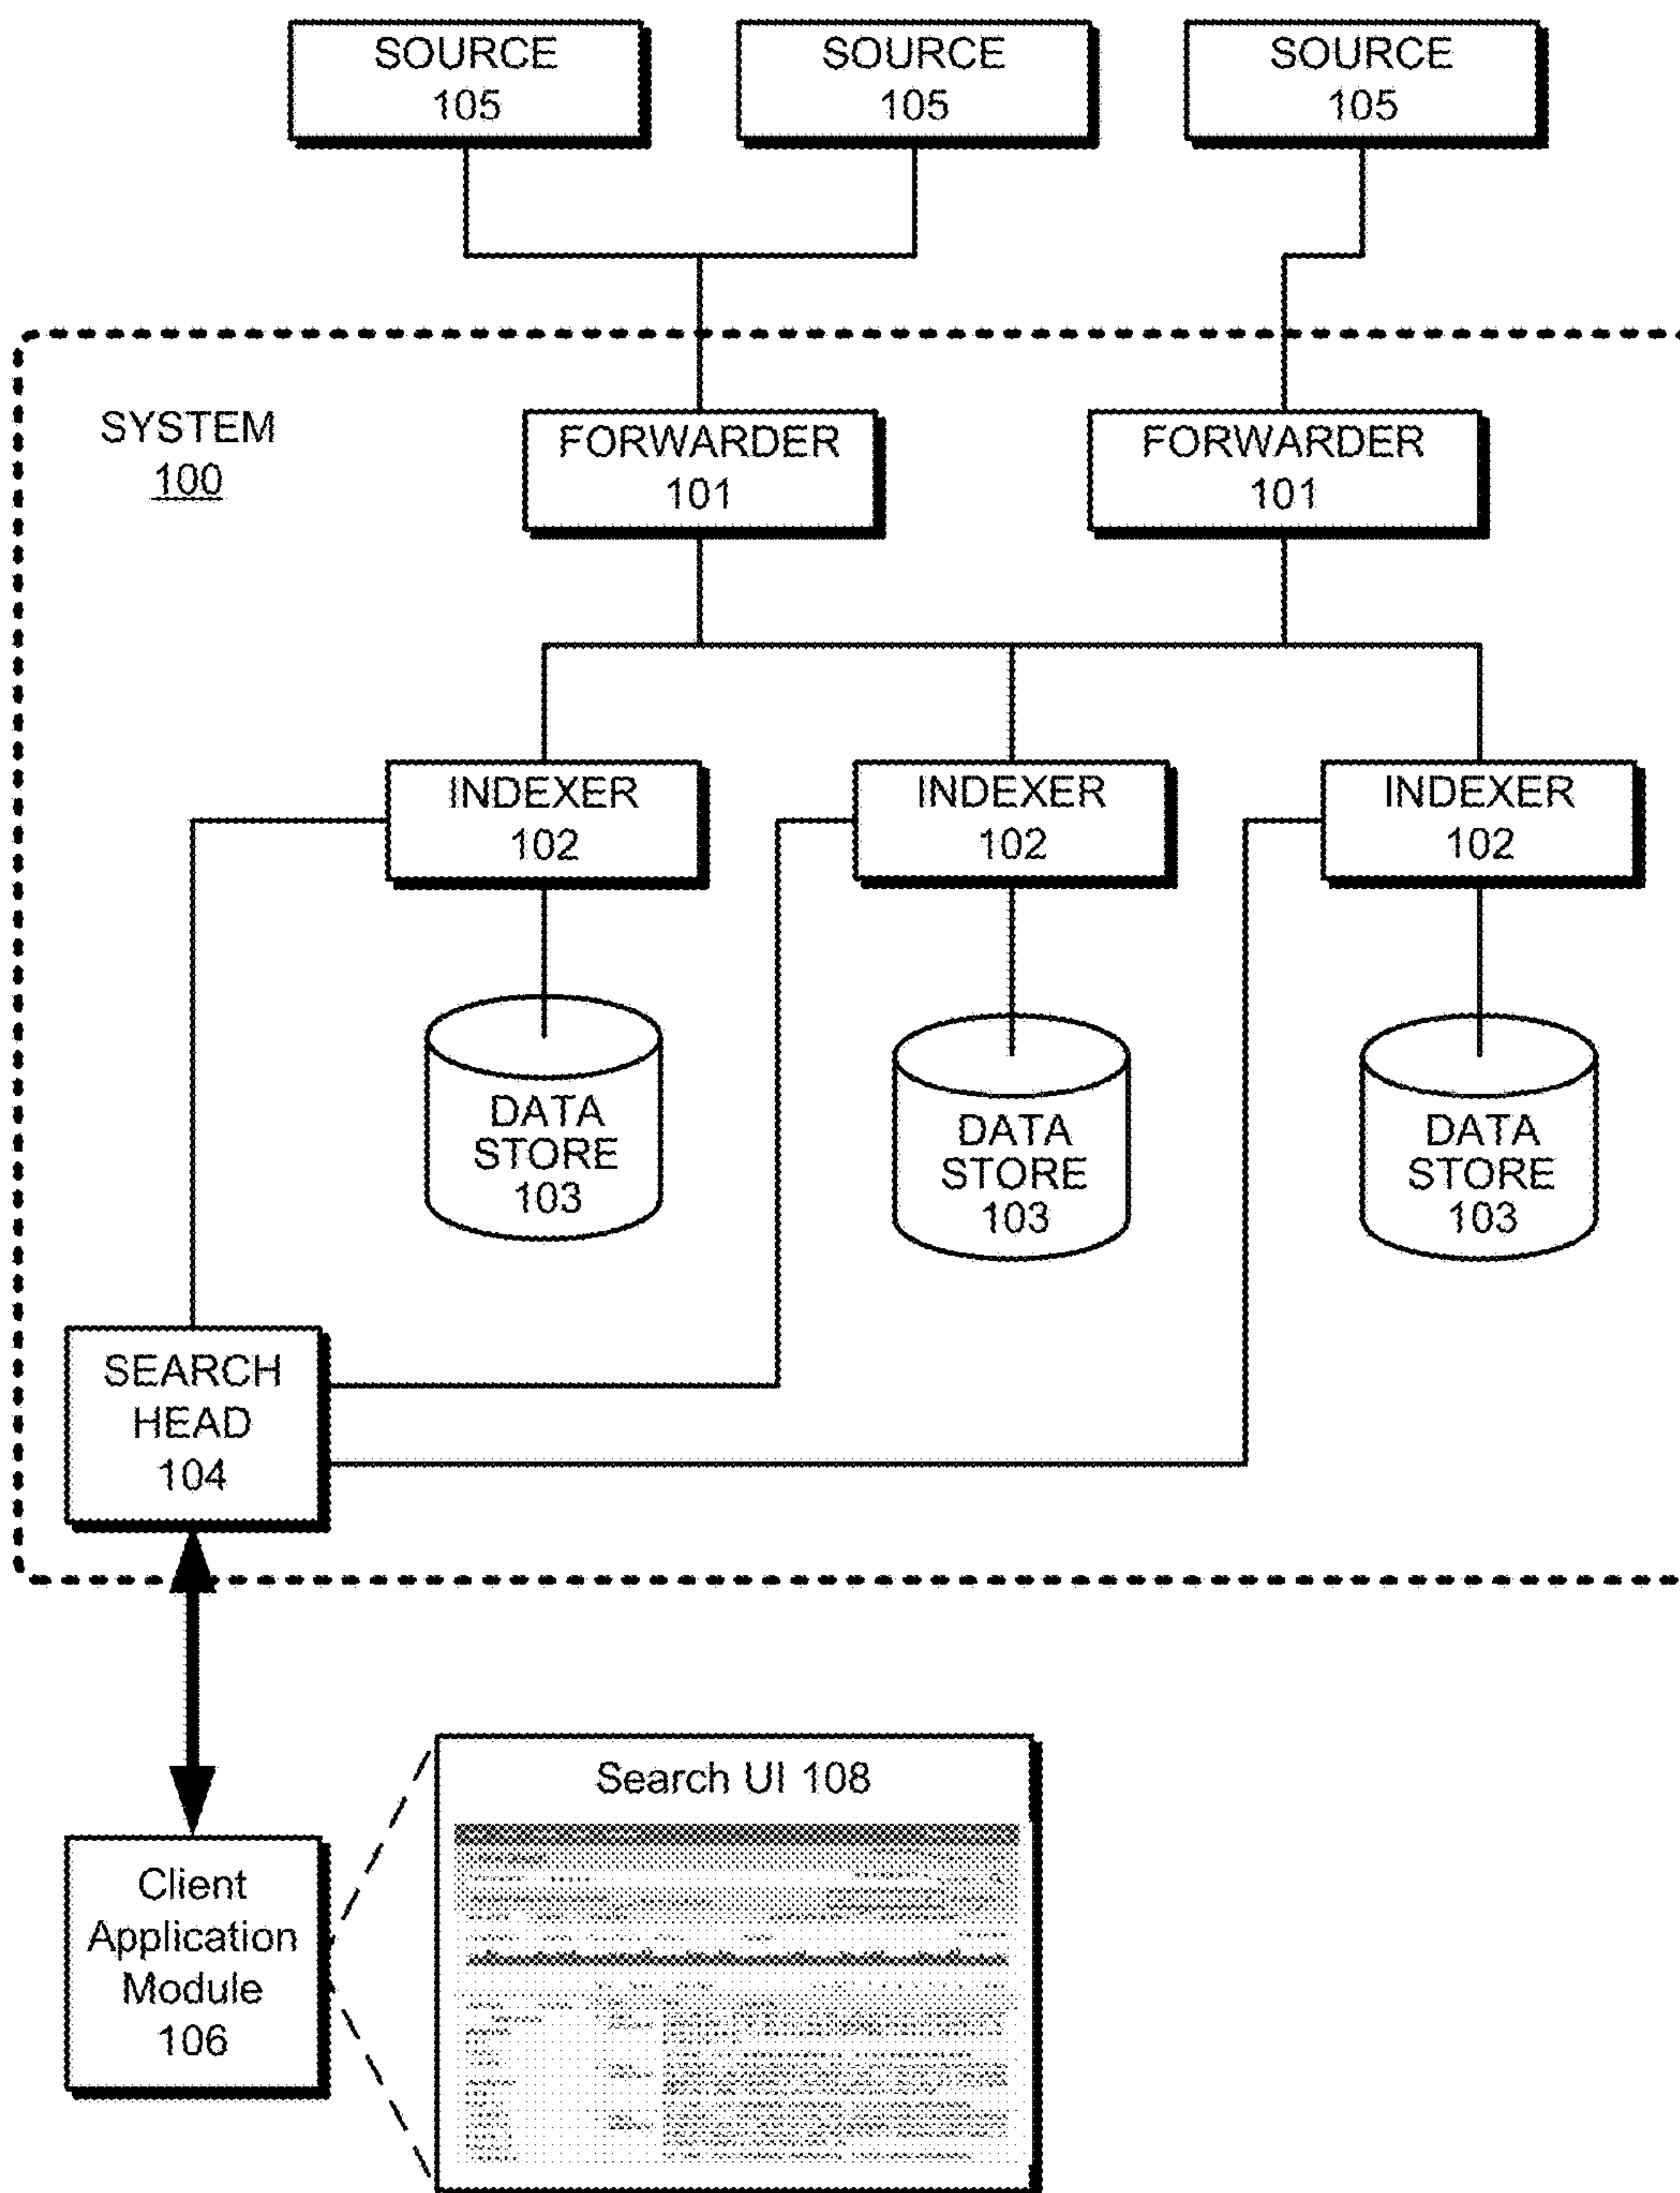 SOURCE
105
SOURCE
105
SOURCE
105
SYSTEM
100
FORWARDER
101
FORWARDER
101
INDEXER
102
INDEXER
102
INDEXER
102
DATA
STORE
103
DATA
STORE
103
DATA
STORE
103
SEARCH
HEAD
104
Client
Application
Module
106
Search UI 108